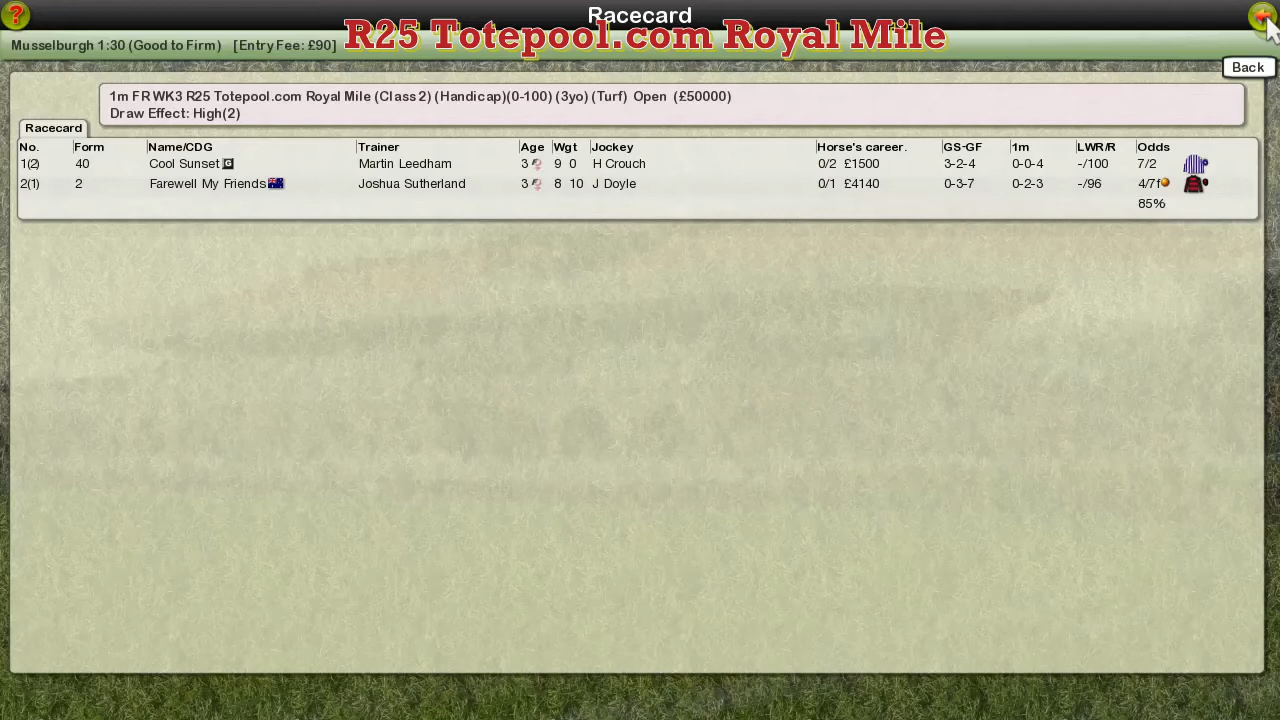 Racecard
R25 Totepool.com Royal Mile
Musselburgh 1:30 (Good to Firm) [Entry Fee: £90]
Back
1m FR WK3 R25 Totepool.com Royal Mile (Class 2) (Handicap)(0-100) (3yo) (Turf) Open (£50000)
Draw Effect: High(2)
Racecard
No. Form Name/CDG Trainer Age Wgt Jockey Horse's career. GS-GF 1m LWR/R Odds
1(2) 40 Cool Sunset G Martin Leedham 3 9 0 H Crouch 0/2 £1500 3-2-4 0-0-4 -/100 7/2
2(1) 2 Farewell My Friends Joshua Sutherland 3 8 10 J Doyle 0/1 £4140 0-3-7 0-2-3 -/96 4/7f
85%